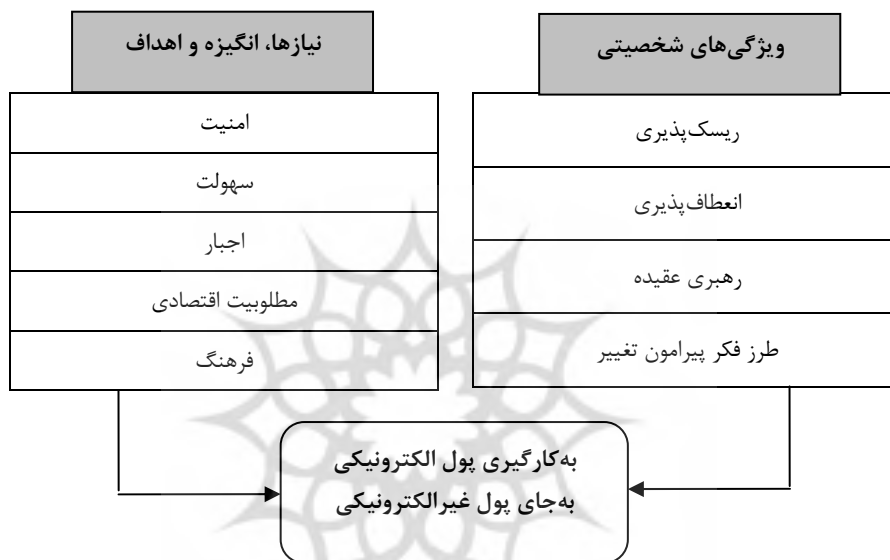 ویژگی‌های شخصیتی
ریسک‌پذیری
انعطاف‌پذیری
رهبری عقیده
طرز فکر پیرامون تغییر
نیازها، انگیزه و اهداف
امنیت
سهولت
اجبار
مطلوبیت اقتصادی
فرهنگ
به‌کارگیری پول الکترونیکی
به‌جای پول غیرالکترونیکی